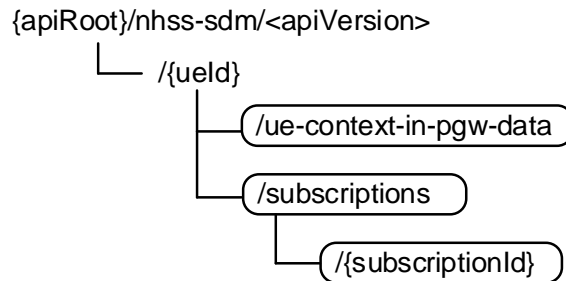 {apiRoot}/nhss-sdm/<apiVersion>
/{ueId}
/ue-context-in-pgw-data
/subscriptions
/{subscriptionId}